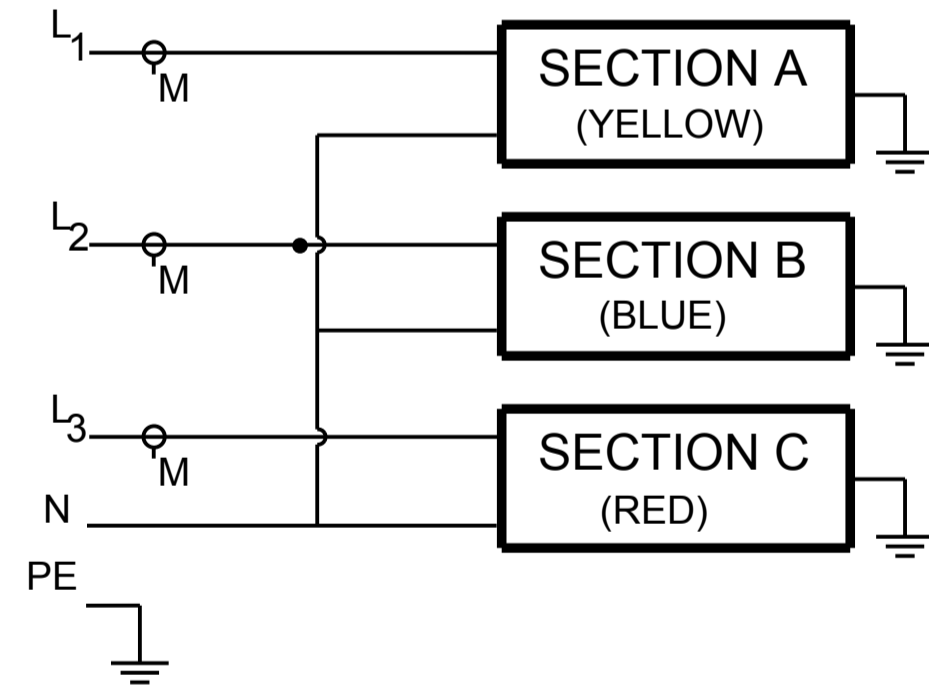 L1
M
SECTION A
(YELLOW)
L2
M
SECTION B
(BLUE)
L3
M
SECTION C
(RED)
N
PE